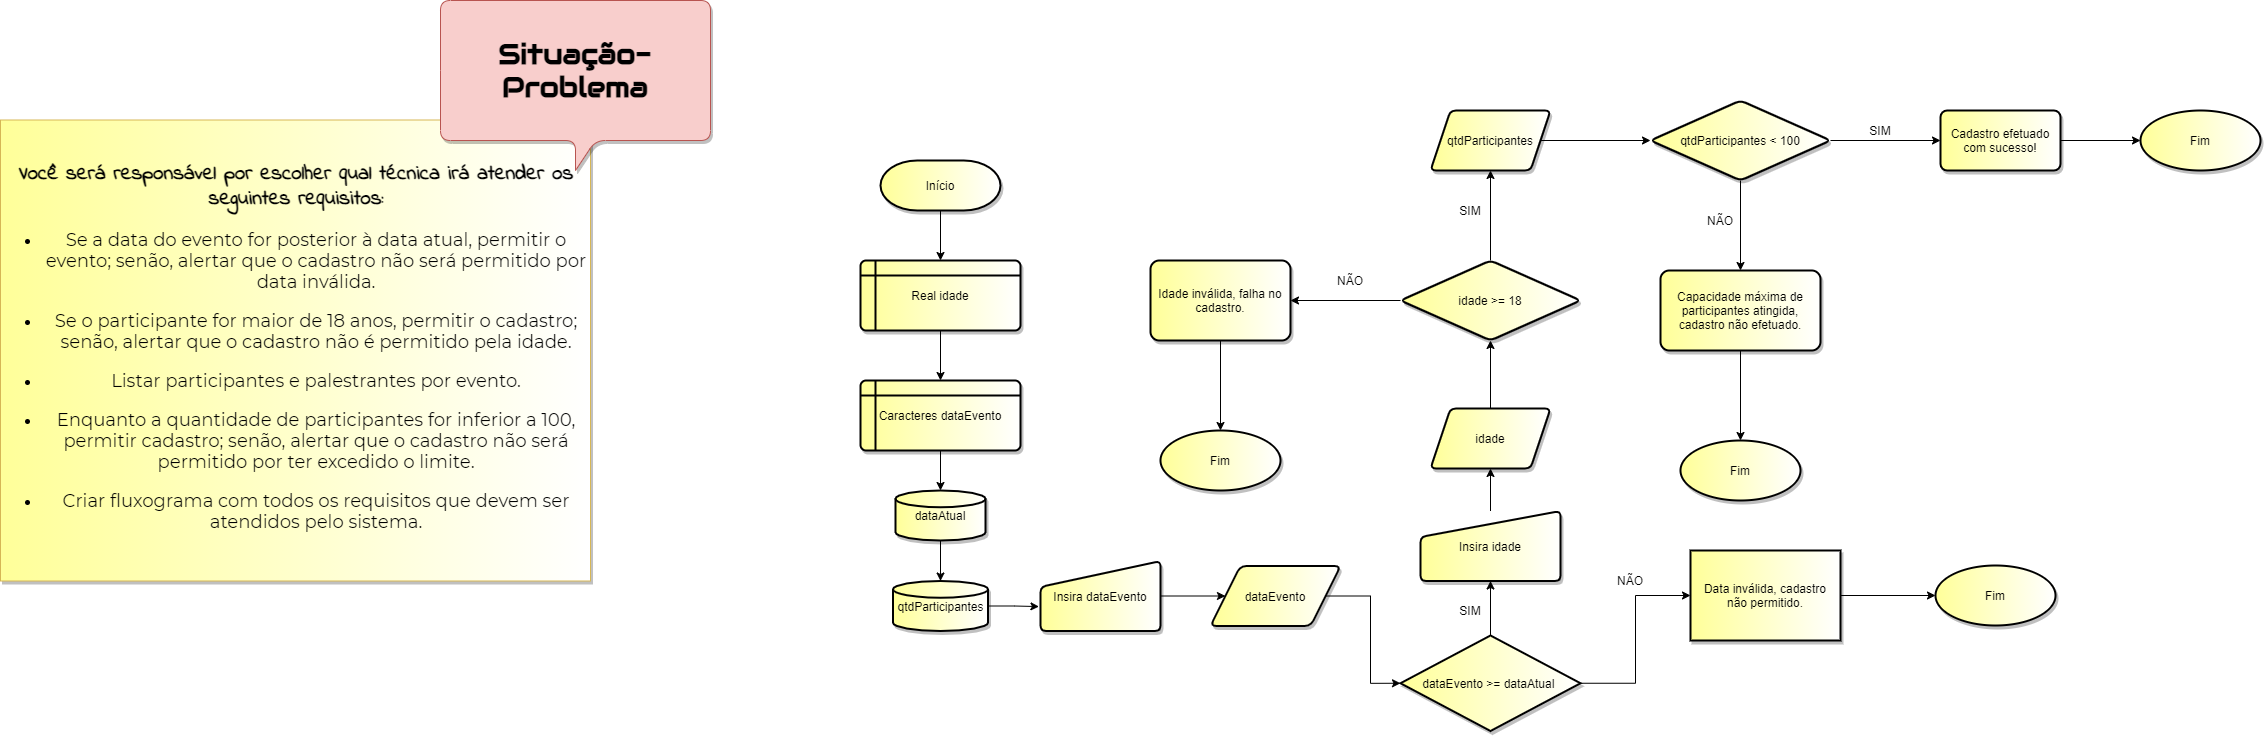 Situação-
Problema
Você será responsável por escolher qual técnica irá atender os
seguintes requisitos:
• Se a data do evento for posterior à data atual, permitir o
evento; senão, alertar que o cadastro não será permitido por
data inválida.
• Se o participante for maior de 18 anos, permitir o cadastro;
senão, alertar que o cadastro não é permitido pela idade.
• Listar participantes e palestrantes por evento.
• Enquanto a quantidade de participantes for inferior a 100,
permitir cadastro; senão, alertar que o cadastro não será
permitido por ter excedido o limite.
• Criar fluxograma com todos os requisitos que devem ser
atendidos pelo sistema.
Início
Real idade
Caracteres dataEvento
dataAtual
qtdParticipantes
Insira dataEvento
dataEvento
dataEvento >= dataAtual
NÃO
Data inválida, cadastro
não permitido.
Fim
SIM
Insira idade
idade
idade >= 18
NÃO
Idade inválida, falha no
cadastro.
Fim
SIM
qtdParticipantes
qtdParticipantes < 100
NÃO
Capacidade máxima de
participantes atingida,
cadastro não efetuado.
Fim
SIM
Cadastro efetuado
com sucesso!
Fim